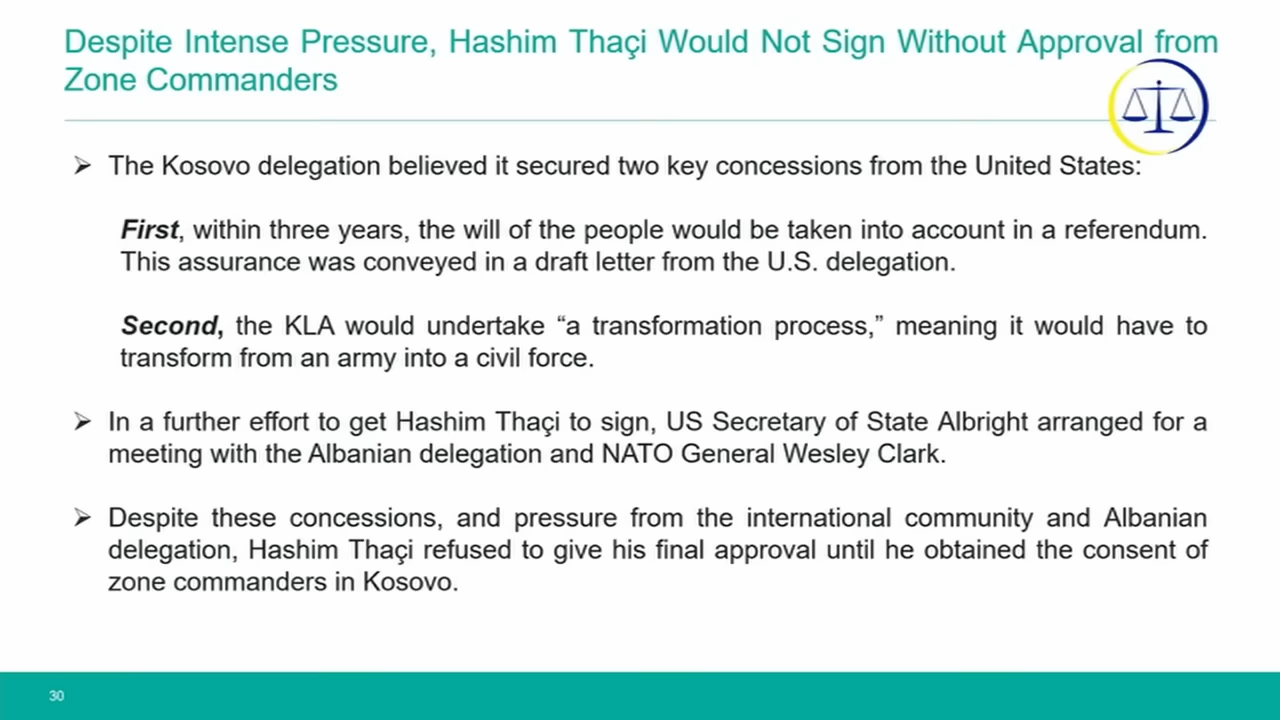 Despite Intense Pressure, Hashim Thaçi Would Not Sign Without Approval from
Zone Commanders
➢ The Kosovo delegation believed it secured two key concessions from the United States:
First, within three years, the will of the people would be taken into account in a referendum.
This assurance was conveyed in a draft letter from the U.S. delegation.
Second, the KLA would undertake “a transformation process,” meaning it would have to
transform from an army into a civil force.
➢ In a further effort to get Hashim Thaçi to sign, US Secretary of State Albright arranged for a
meeting with the Albanian delegation and NATO General Wesley Clark.
➢ Despite these concessions, and pressure from the international community and Albanian
delegation, Hashim Thaçi refused to give his final approval until he obtained the consent of
zone commanders in Kosovo.
30